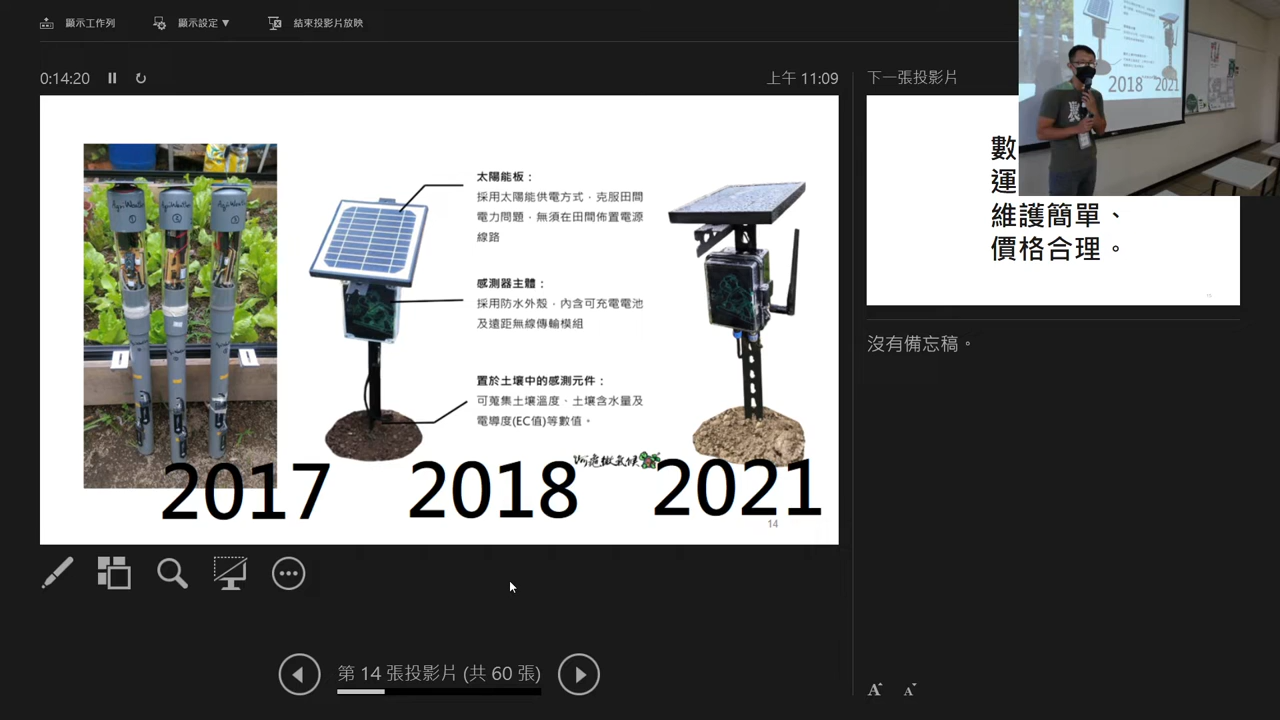 顯示工作列
顯示設定 ▼
結束投影片放映
0:14:20
上午 11:09
下一張投影片
2018
2021
太陽能板：
採用太陽能供電方式，克服田間
電力問題，無須在田間佈置電源
線路
感測器主體：
採用防水外殼，內含可充電電池
及遠距無線傳輸模組
置於土壤中的感測元件：
可蒐集土壤溫度、土壤含水量及
電導度(EC值)等數值。
阿龜微氣候
2017
2018
2021
14
數
運
維護簡單、
價格合理。
15
沒有備忘稿。
第 14 張投影片 (共 60 張)